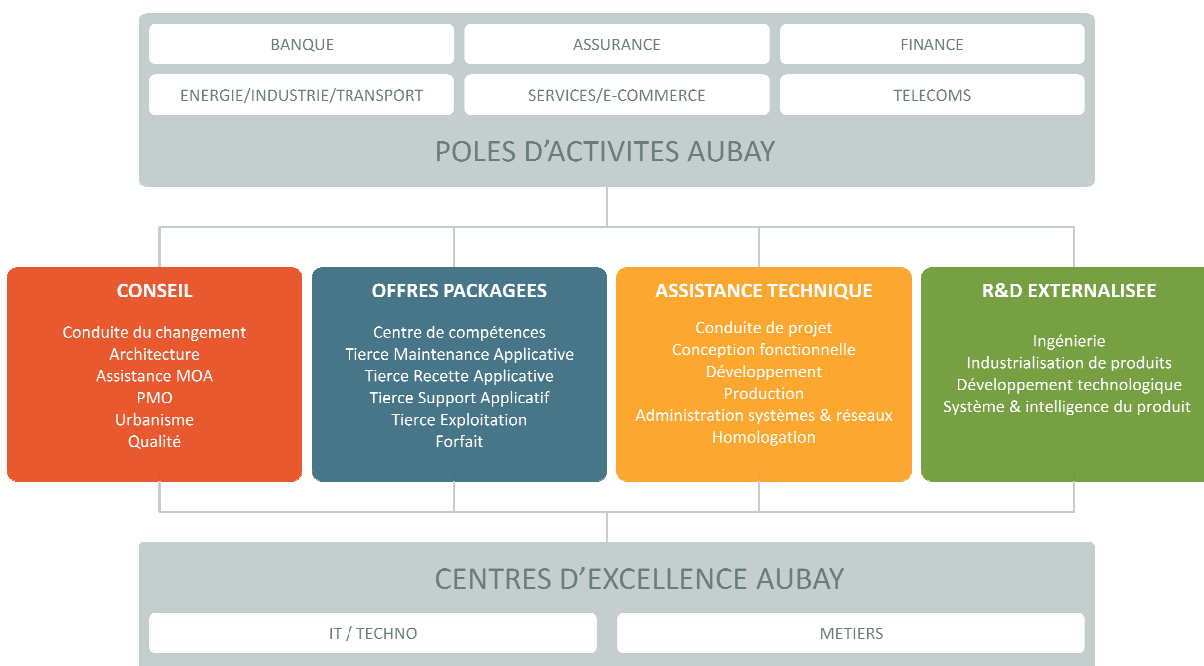 BANQUE
ASSURANCE
FINANCE
ENERGIE/INDUSTRIE/TRANSPORT
SERVICES/E-COMMERCE
TELECOMS
POLES D’ACTIVITES AUBAY
CONSEIL
Conduite du changement
Architecture
Assistance MOA
PMO
Urbanisme
Qualité
OFFRES PACKAGEES
Centre de compétences
Tierce Maintenance Applicative
Tierce Recette Applicative
Tierce Support Applicatif
Tierce Exploitation
Forfait
ASSISTANCE TECHNIQUE
Conduite de projet
Conception fonctionnelle
Développement
Production
Administration systèmes & réseaux
Homologation
R&D EXTERNALISEE
Ingénierie
Industrialisation de produits
Développement technologique
Système & intelligence du produit
CENTRES D’EXCELLENCE AUBAY
IT / TECHNO
METIERS